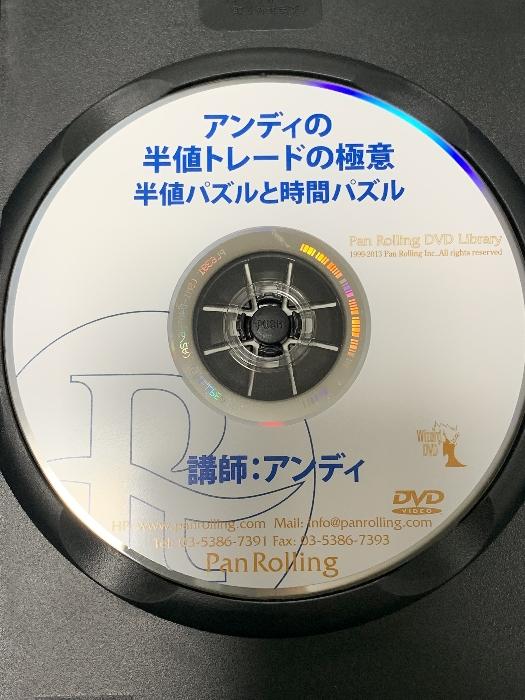 アンディの
半値トレードの極意
半値パズルと時間パズル
Pan Rolling DVD Library
1999-2013 Pan Rolling Inc., All rights reserved
PUSH
講師：アンディ
Wizard
DVD
DVD
VIDEO
HP: www.panrolling.com Mail: info@panrolling.com
Tel: 03-5386-7391 Fax: 03-5386-7393
PanRolling